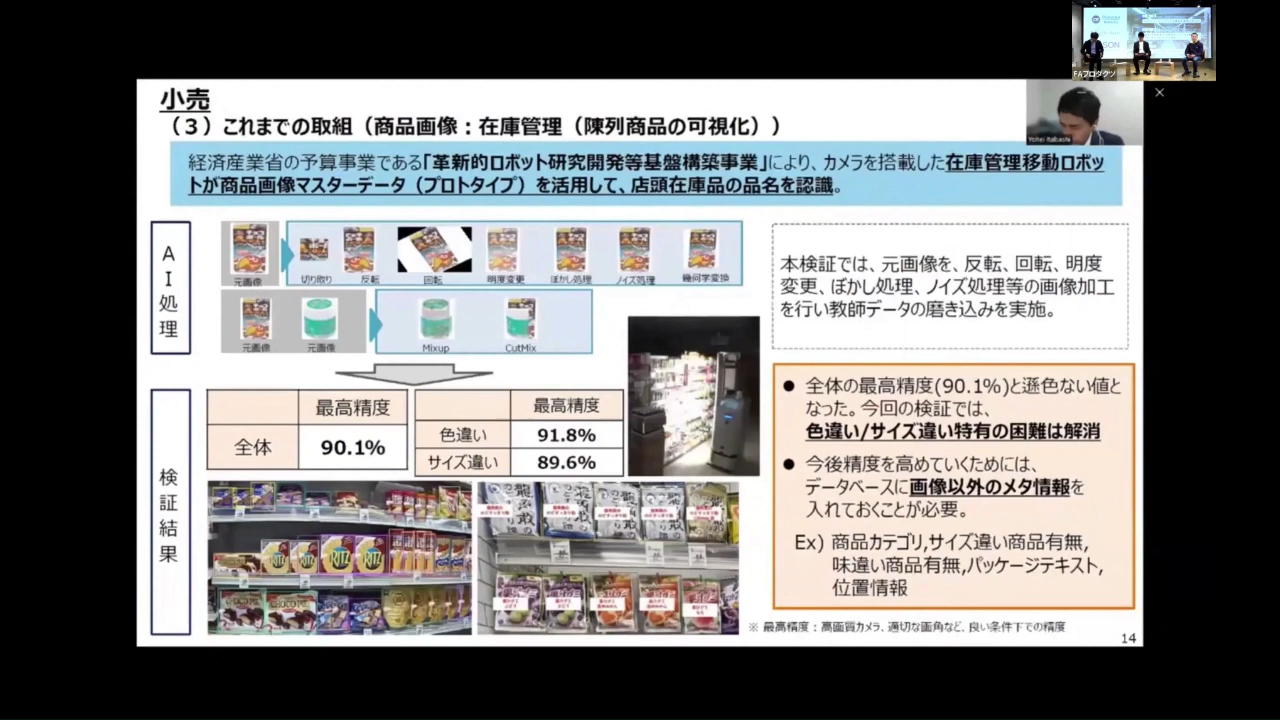 FAプロダクツ
Yohei Itabashi
小売
（３）これまでの取組（商品画像：在庫管理（陳列商品の可視化））
経済産業省の予算事業である「革新的ロボット研究開発等基盤構築事業」により、カメラを搭載した在庫管理移動ロボッ
トが商品画像マスターデータ（プロトタイプ）を活用して、店頭在庫品の品名を認識。
AI処理
元画像
切り取り
反転
回転
明度変更
ぼかし処理
ノイズ処理
幾何学変換
元画像
元画像
Mixup
CutMix
本検証では、元画像を、反転、回転、明度
変更、ぼかし処理、ノイズ処理等の画像加工
を行い教師データの磨き込みを実施。
検証結果
最高精度
全体
90.1%
最高精度
色違い
91.8%
サイズ違い
89.6%
RITZ
RITZ
● 全体の最高精度(90.1%)と遜色ない値と
なった。今回の検証では、
色違い/サイズ違い特有の困難は解消
● 今後精度を高めていくためには、
データベースに画像以外のメタ情報を
入れておくことが必要。
Ex) 商品カテゴリ,サイズ違い商品有無,
味違い商品有無,パッケージテキスト,
位置情報
※ 最高精度：高画質カメラ、適切な画角など、良い条件下での精度
14